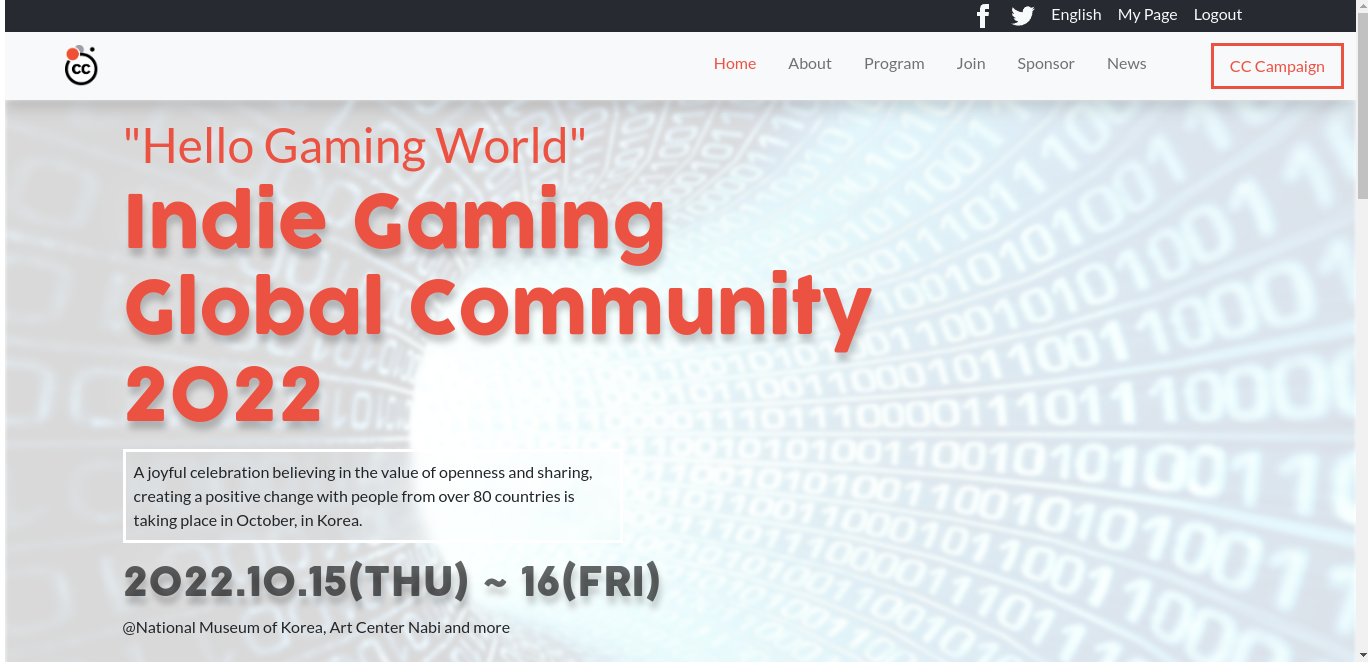 English My Page Logout
CC
Home About Program Join Sponsor News CC Campaign
"Hello Gaming World"
Indie Gaming
Global Community
2022
A joyful celebration believing in the value of openness and sharing,
creating a positive change with people from over 80 countries is
taking place in October, in Korea.
2022.10.15(THU) ~ 16(FRI)
@National Museum of Korea, Art Center Nabi and more